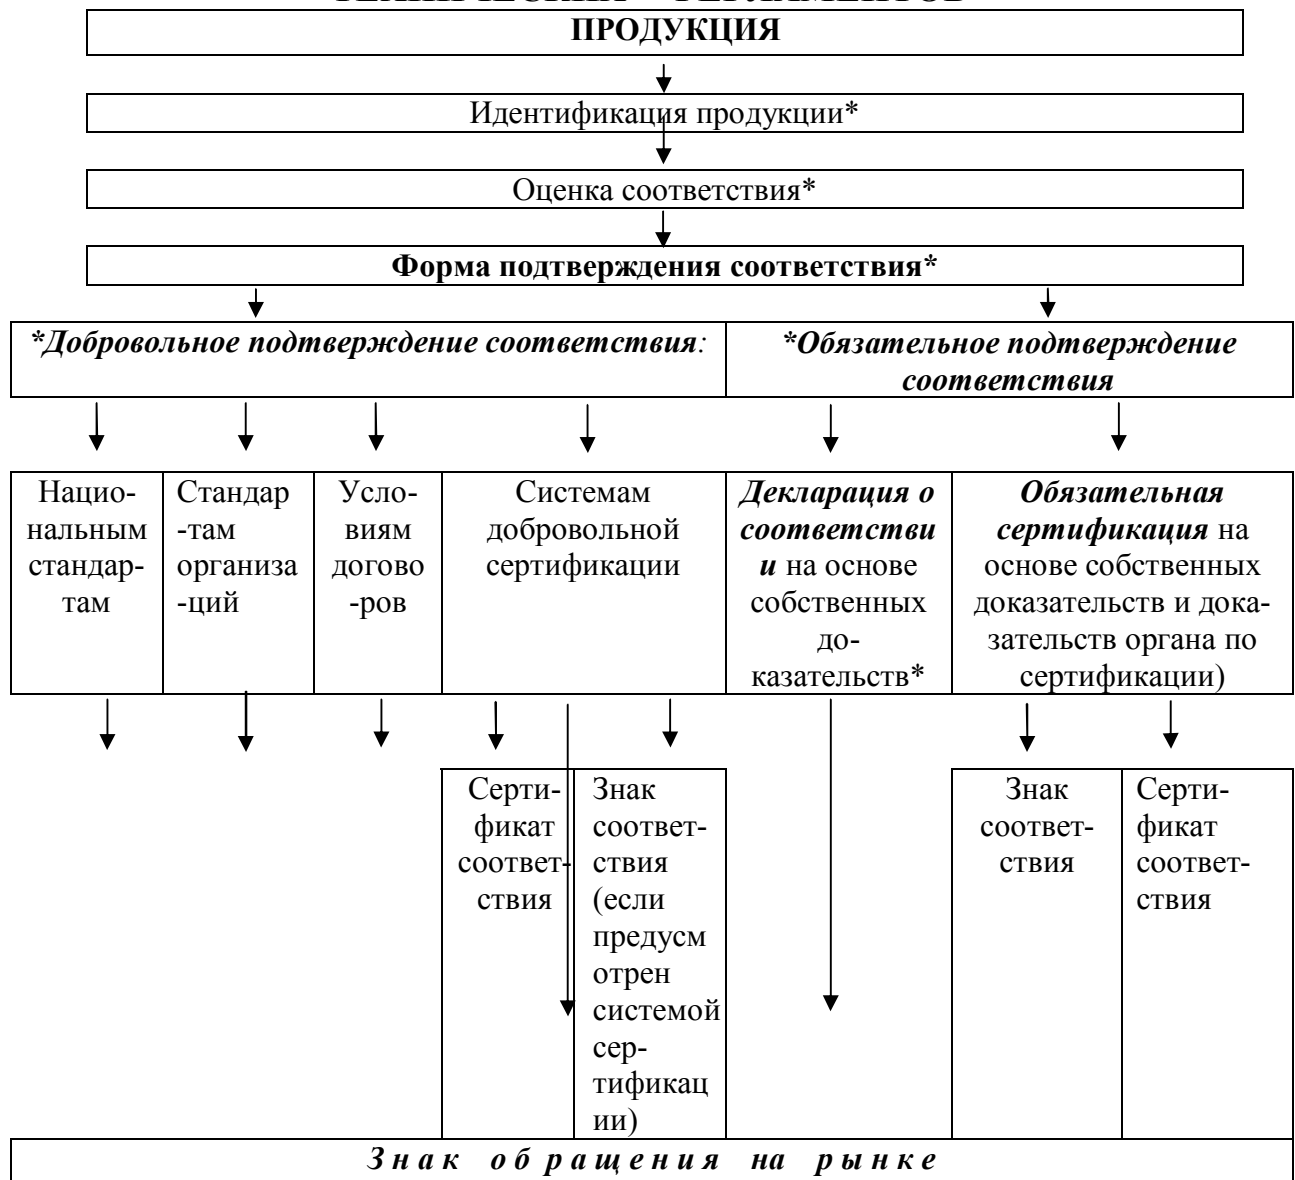 ТЕХНИЧЕСКИХ РЕГЛАМЕНТОВ
ПРОДУКЦИЯ
Идентификация продукции*
Оценка соответствия*
Форма подтверждения соответствия*
*Добровольное подтверждение соответствия:
*Обязательное подтверждение
соответствия
Нацио-
нальным
стандар-
там
Стандар
-там
организа
-ций
Усло-
виям
догово
-ров
Системам
добровольной
сертификации
Декларация о
соответстви
и на основе
собственных
до-
казательств*
Обязательная
сертификация на
основе собственных
доказательств и дока-
зательств органа по
сертификации)
Серти-
фикат
соответ-
ствия
Знак
соответ-
ствия
(если
предусм
отрен
системой
сер-
тификац
ии)
Знак
соответ-
ствия
Серти-
фикат
соответ-
ствия
З н а к о б р а щ е н и я на р ы н к е